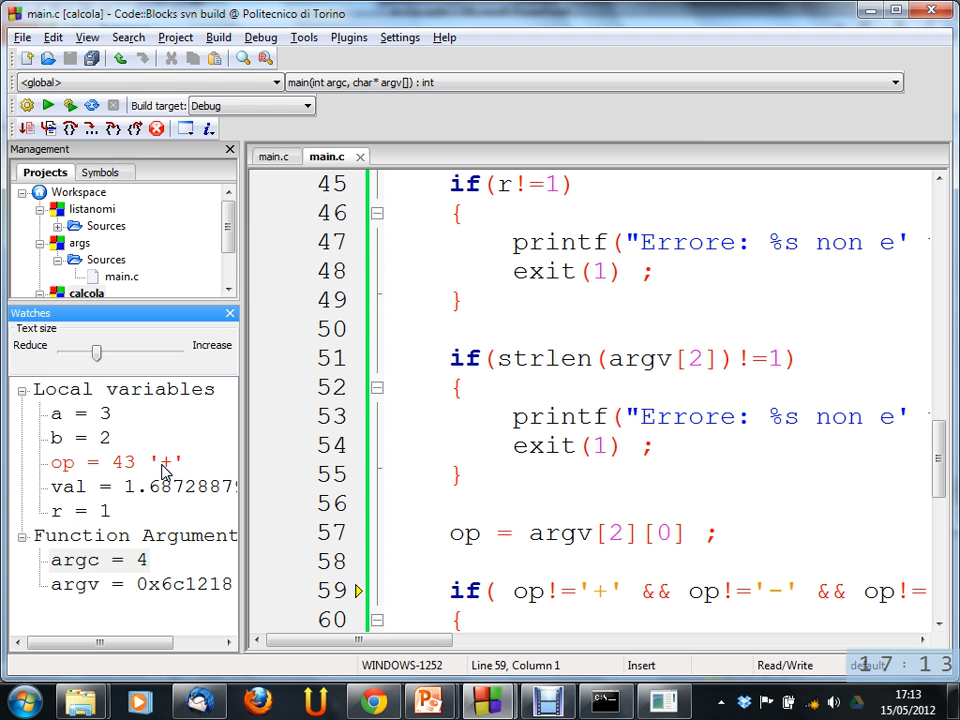 main.c [calcola] - Code::Blocks svn build @ Politecnico di Torino
File Edit View Search Project Build Debug Tools Plugins Settings Help
<global> main(int argc, char* argv[]) : int
Build target: Debug
Management
Projects Symbols
Workspace
listanomi
Sources
args
Sources
main.c
calcola
Watches
Text size
Reduce Increase
Local variables
a = 3
b = 2
op = 43 '+'
val = 1.68728879
r = 1
Function Argument
argc = 4
argv = 0x6c1218
main.c main.c
45 if(r!=1)
46 {
47 printf("Errore: %s non e'
48 exit(1) ;
49 }
50
51 if(strlen(argv[2])!=1)
52 {
53 printf("Errore: %s non e'
54 exit(1) ;
55 }
56
57 op = argv[2][0] ;
58
59 if( op!='+' && op!='-' && op!=
60 {
WINDOWS-1252 Line 59, Column 1 Insert Read/Write default
17:13
17:13
15/05/2012